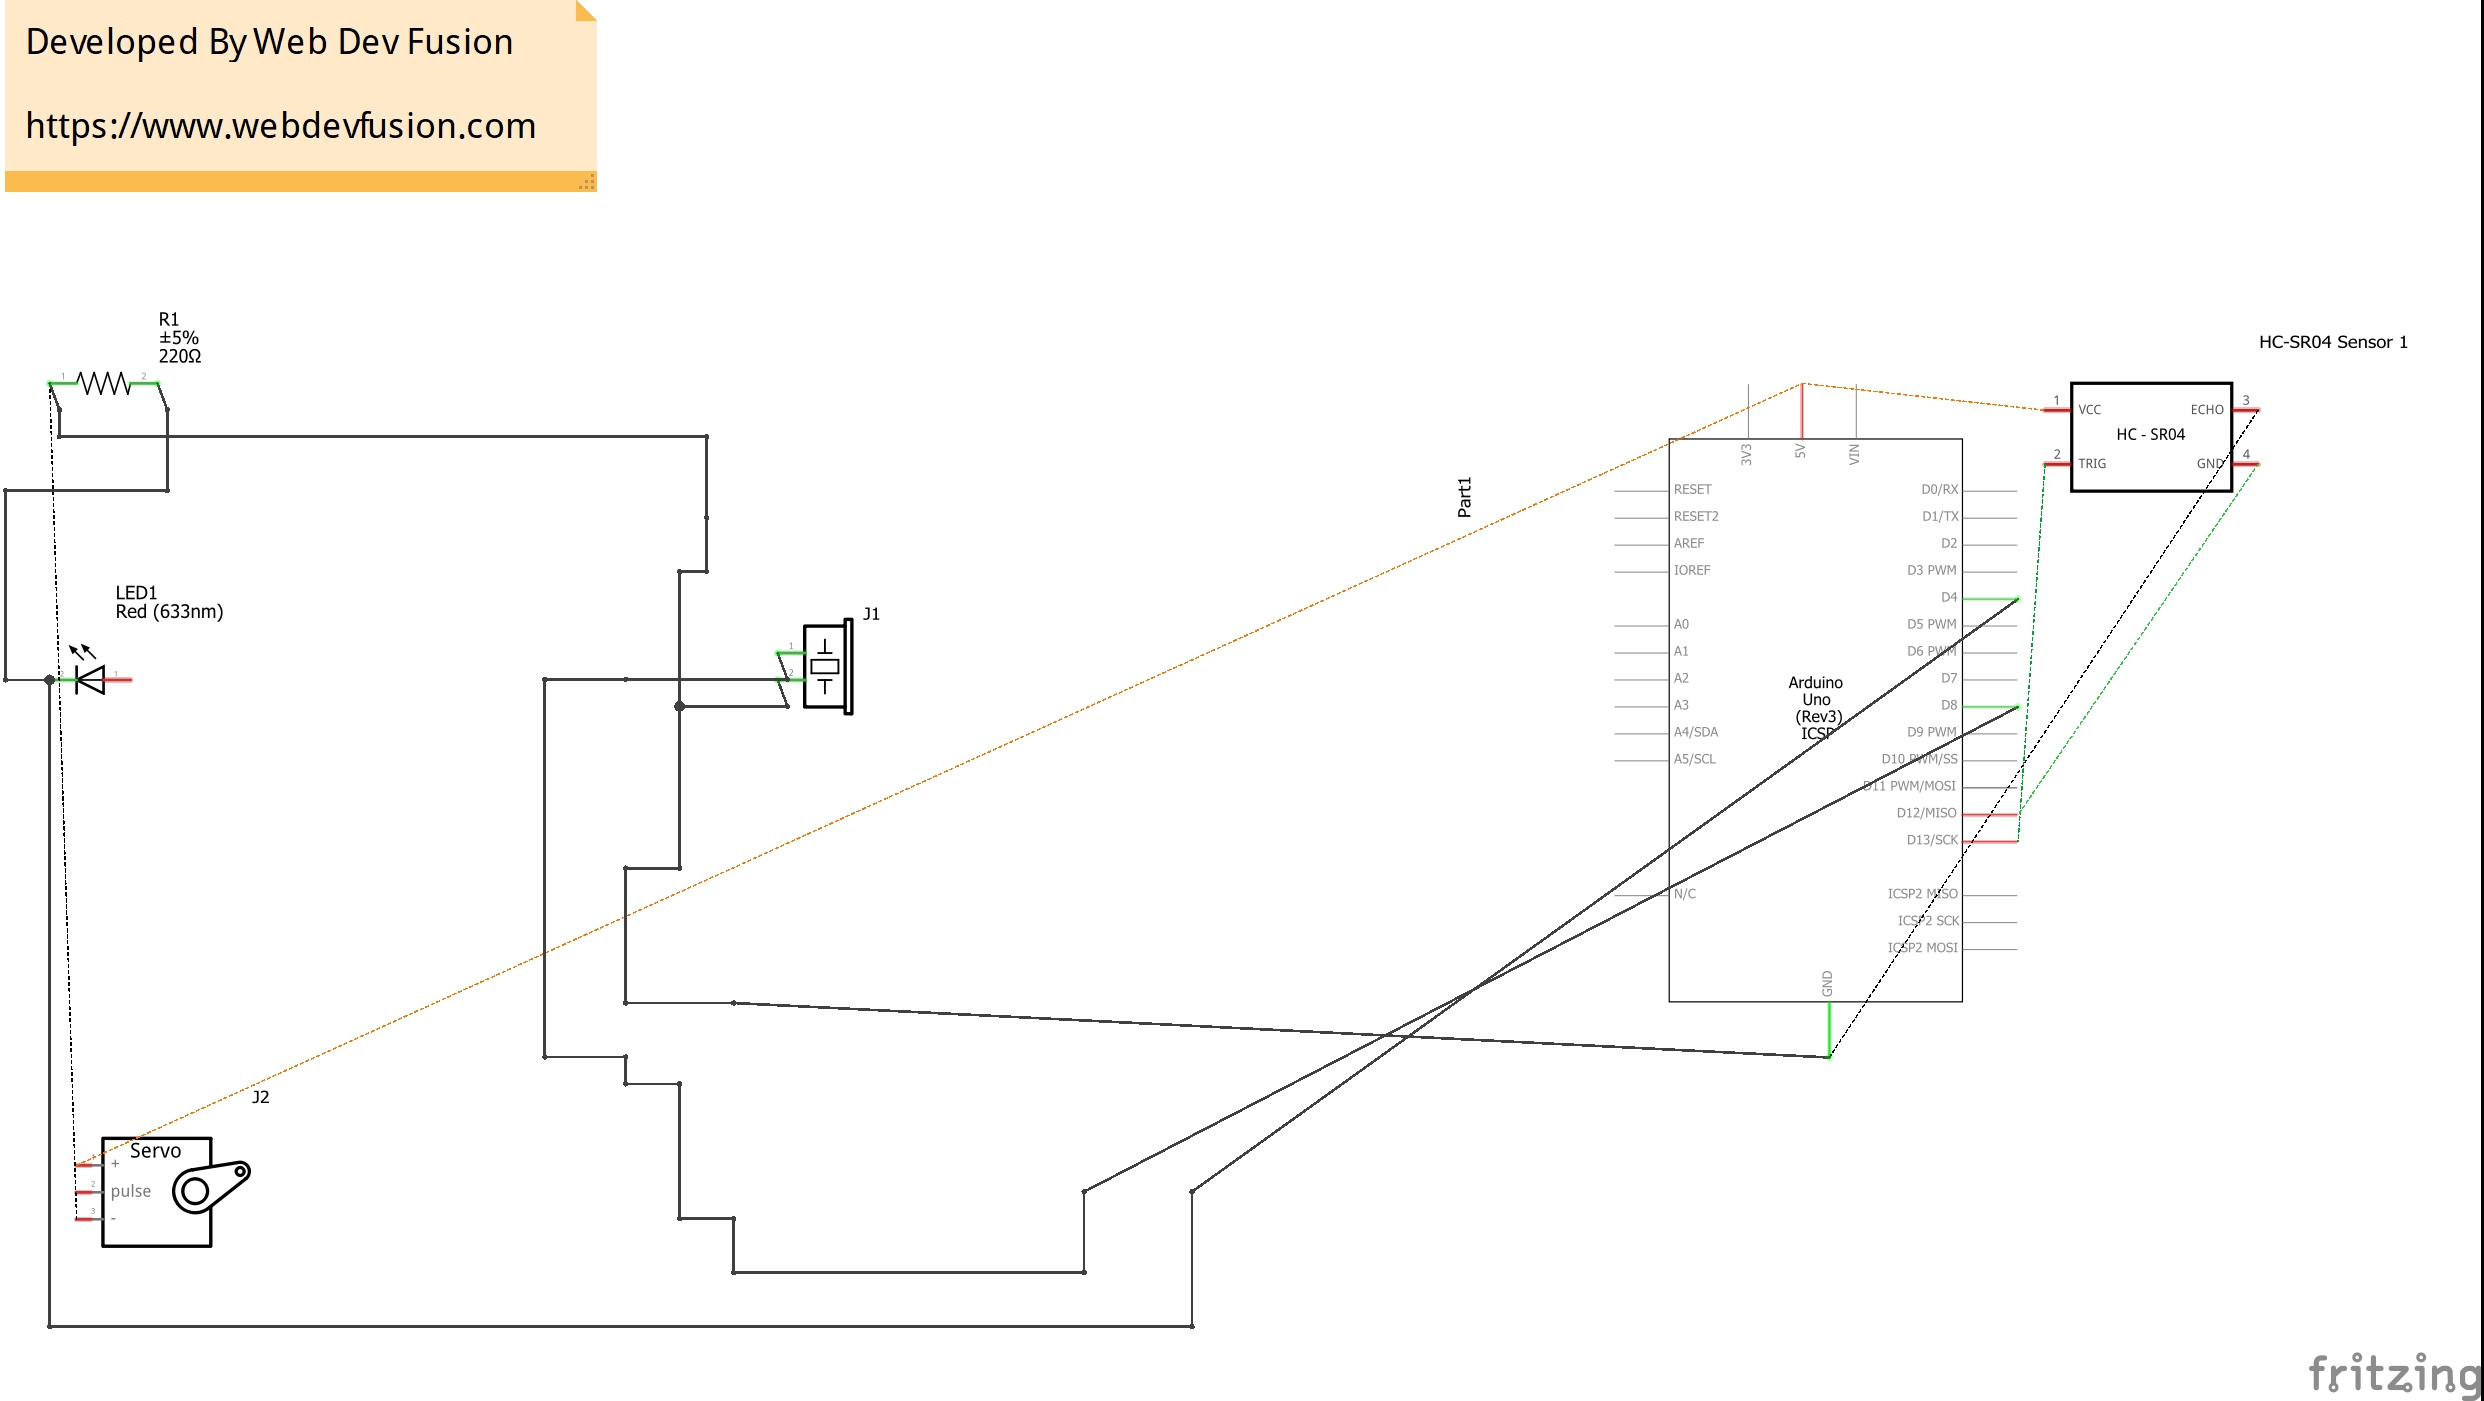 Developed By Web Dev Fusion
https://www.webdevfusion.com
R1
±5%
220Ω
1
2
LED1
Red (633nm)
1
J1
1
2
Part1
3V3
5V
VIN
RESET
RESET2
AREF
IOREF
A0
A1
A2
A3
A4/SDA
A5/SCL
N/C
Arduino
Uno
(Rev3)
ICSP
D0/RX
D1/TX
D2
D3 PWM
D4
D5 PWM
D6 PWM
D7
D8
D9 PWM
D10 PWM/SS
D11 PWM/MOSI
D12/MISO
D13/SCK
ICSP2 MISO
ICSP2 SCK
ICSP2 MOSI
GND
HC-SR04 Sensor 1
1
VCC
ECHO
3
HC - SR04
2
TRIG
GND
4
J2
Servo
+
2
pulse
3
-
fritzing